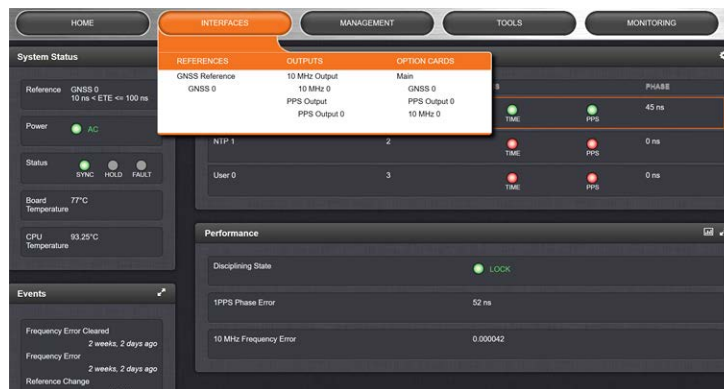 HOME
INTERFACES
MANAGEMENT
TOOLS
MONITORING
System Status
REFERENCES
OUTPUTS
OPTION CARDS
GNSS Reference
GNSS 0
10 MHz Output
10 MHz 0
PPS Output
PPS Output 0
Main
GNSS 0
PPS Output 0
10 MHz 0
Reference GNSS 0
10 ns < ETE <= 100 ns
Power AC
Status SYNC HOLD FAULT
Board Temperature 77°C
CPU Temperature 93.25°C
PHASE
TIME PPS 45 ns
NTP 1 2 TIME PPS 0 ns
User 0 3 TIME PPS 0 ns
Performance
Disciplining State LOCK
1PPS Phase Error 52 ns
10 MHz Frequency Error 0.000042
Events
Frequency Error Cleared
2 weeks, 2 days ago
Frequency Error
2 weeks, 2 days ago
Reference Change